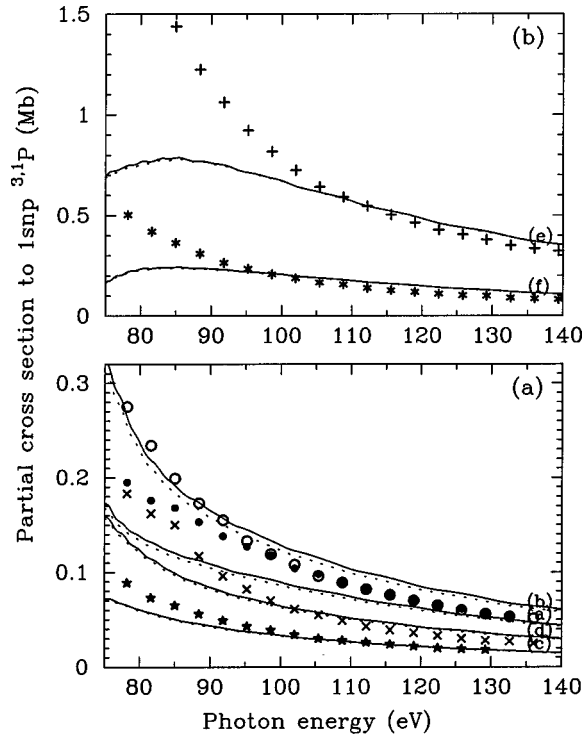 Partial cross section to 1snp 3,1P (Mb)
1.5
(b)
1
0.5
(e)
(f)
0
80 90 100 110 120 130 140
0.3
(a)
0.2
0.1
(b)
(a)
(d)
(c)
0
80 90 100 110 120 130 140
Photon energy (eV)